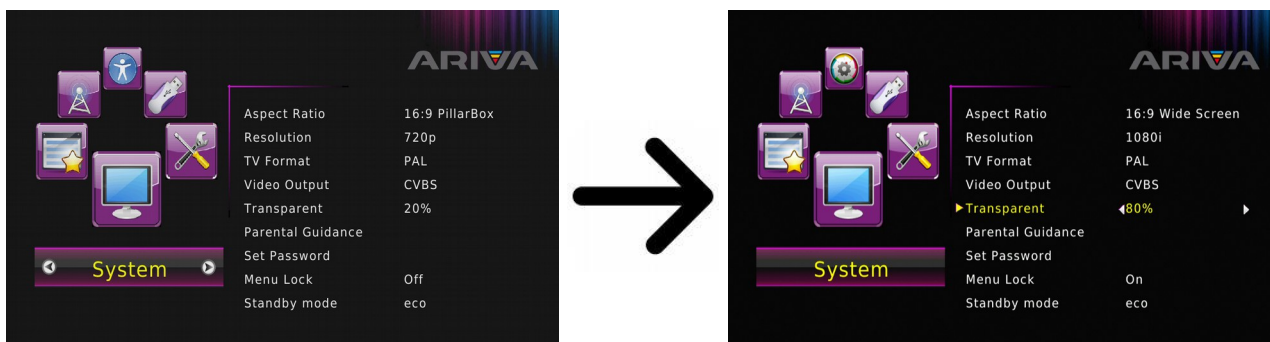 ARIVA
Aspect Ratio 16:9 PillarBox
Resolution 720p
TV Format PAL
Video Output CVBS
Transparent 20%
Parental Guidance
Set Password
Menu Lock Off
Standby mode eco
System
ARIVA
Aspect Ratio 16:9 Wide Screen
Resolution 1080i
TV Format PAL
Video Output CVBS
Transparent 80%
Parental Guidance
Set Password
Menu Lock On
Standby mode eco
System